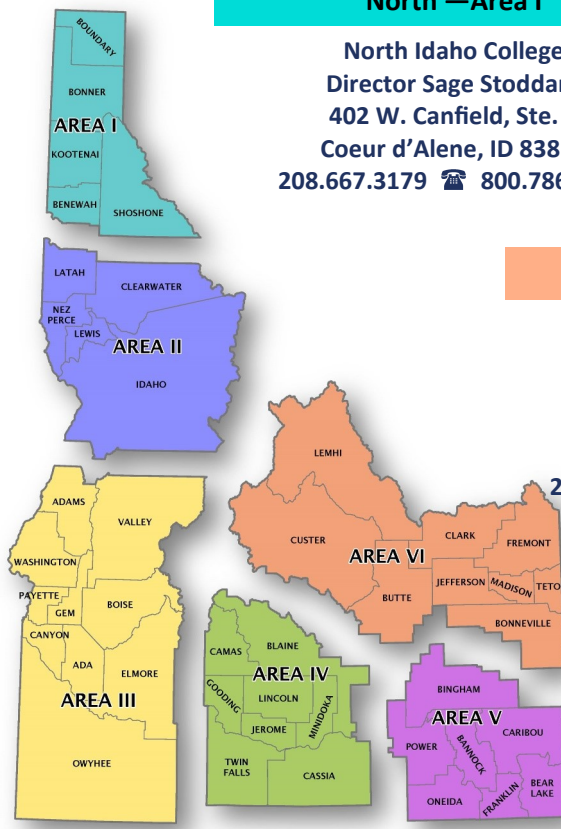 North —Area I
North Idaho College
Director Sage Stoddar
402 W. Canfield, Ste.
Coeur d’Alene, ID 838
208.667.3179 ☎ 800.786
BOUNDARY
BONNER
AREA I
KOOTENAI
BENEWAH
SHOSHONE
LATAH
CLEARWATER
NEZ
PERCE
LEWIS
AREA II
IDAHO
2
LEMHI
CUSTER
CLARK
FREMONT
AREA VI
JEFFERSON
MADISON
TETO
BUTTE
BONNEVILLE
ADAMS
VALLEY
WASHINGTON
PAYETTE
GEM
BOISE
CANYON
ADA
ELMORE
AREA III
OWYHEE
CAMAS
BLAINE
AREA IV
GOODING
LINCOLN
MINIDOKA
JEROME
TWIN
FALLS
CASSIA
BINGHAM
AREA V
CARIBOU
POWER
BANNOCK
BEAR
LAKE
ONEIDA
FRANKLIN